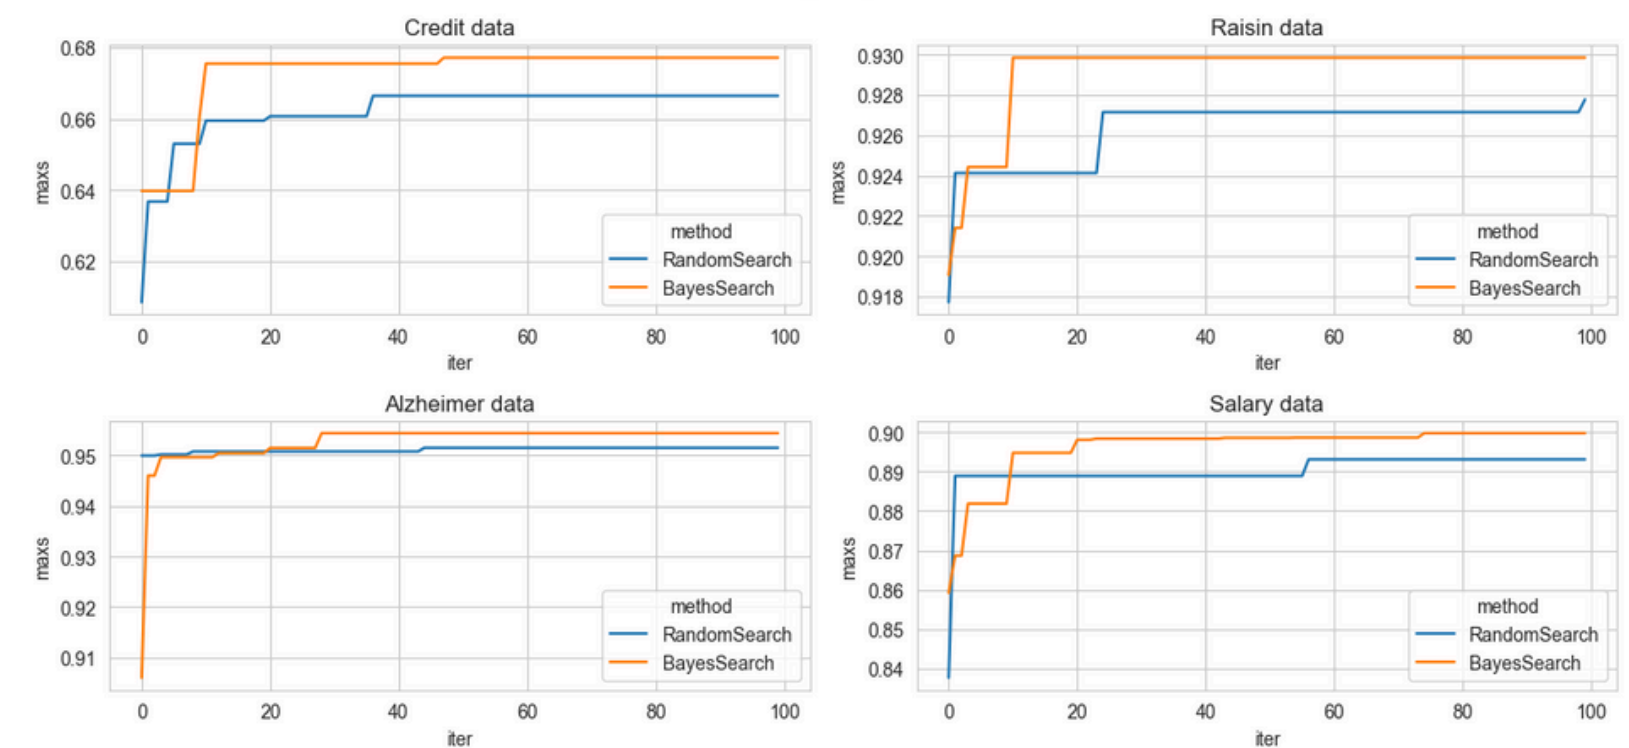 Credit data
0.68
0.66
0.64
0.62
maxs
method
RandomSearch
BayesSearch
0 20 40 60 80 100
iter
Raisin data
0.930
0.928
0.926
0.924
0.922
0.920
0.918
maxs
method
RandomSearch
BayesSearch
0 20 40 60 80 100
iter
Alzheimer data
0.95
0.94
0.93
0.92
0.91
maxs
method
RandomSearch
BayesSearch
0 20 40 60 80 100
iter
Salary data
0.90
0.89
0.88
0.87
0.86
0.85
0.84
maxs
method
RandomSearch
BayesSearch
0 20 40 60 80 100
iter